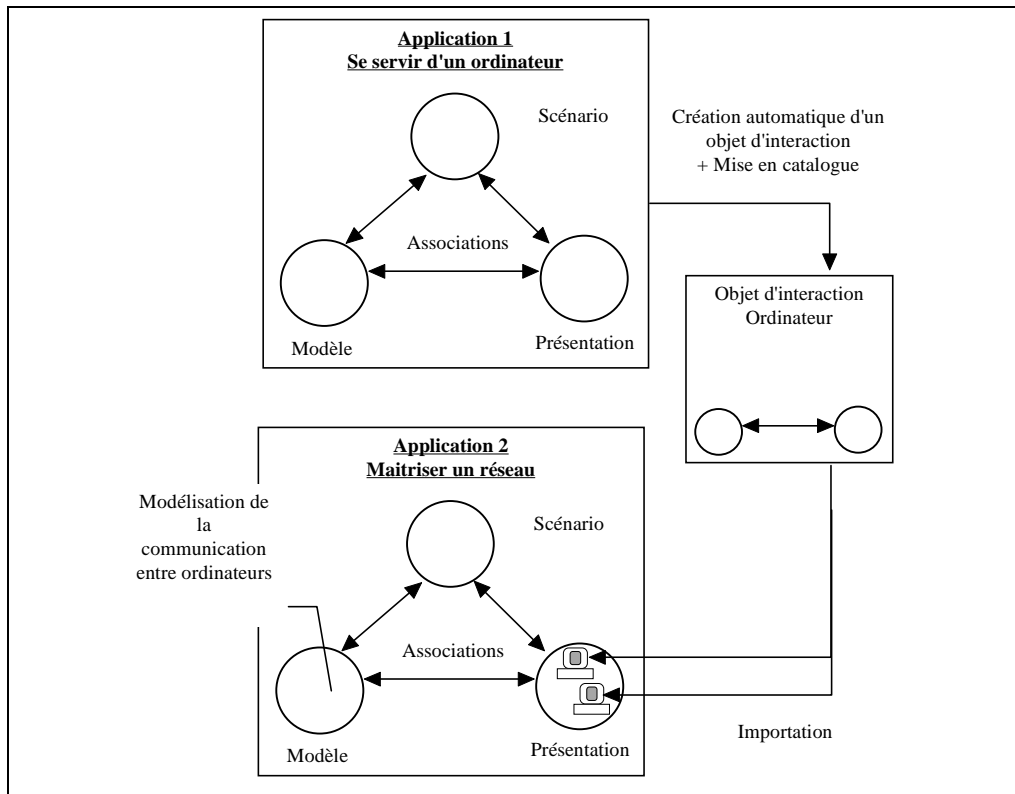 Application 1
Se servir d'un ordinateur
Scénario
Associations
Modèle
Présentation
Création automatique d'un
objet d'interaction
+ Mise en catalogue
Objet d'interaction
Ordinateur
Application 2
Maitriser un réseau
Modélisation de
la
communication
entre ordinateurs
Scénario
Associations
Modèle
Présentation
Importation